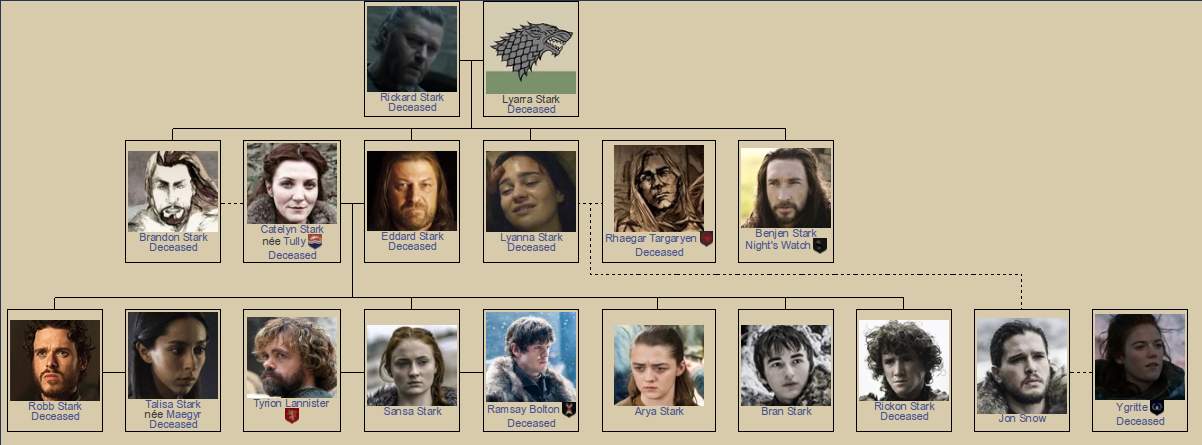 Rickard Stark
Deceased
Lyarra Stark
Deceased
Brandon Stark
Deceased
Catelyn Stark
née Tully
Deceased
Eddard Stark
Deceased
Lyanna Stark
Deceased
Rhaegar Targaryen
Deceased
Benjen Stark
Night's Watch
Robb Stark
Deceased
Talisa Stark
née Maegyr
Deceased
Tyrion Lannister
Sansa Stark
Ramsay Bolton
Deceased
Arya Stark
Bran Stark
Rickon Stark
Deceased
Jon Snow
Ygritte
Deceased